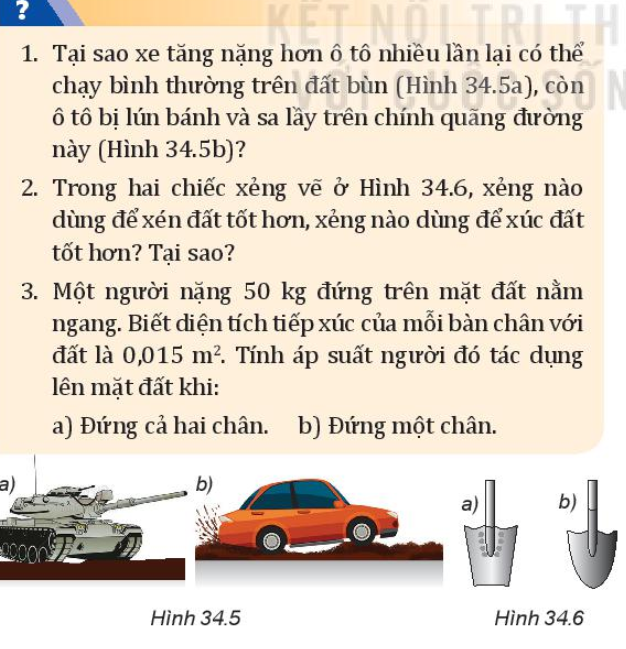 ?
KẾT NỐI TRI TH
VỚI CUỘC SỐN
1. Tại sao xe tăng nặng hơn ô tô nhiều lần lại có thể
chạy bình thường trên đất bùn (Hình 34.5a), còn
ô tô bị lún bánh và sa lầy trên chính quãng đường
này (Hình 34.5b)?
2. Trong hai chiếc xẻng vẽ ở Hình 34.6, xẻng nào
dùng để xén đất tốt hơn, xẻng nào dùng để xúc đất
tốt hơn? Tại sao?
3. Một người nặng 50 kg đứng trên mặt đất nằm
ngang. Biết diện tích tiếp xúc của mỗi bàn chân với
đất là 0,015 m². Tính áp suất người đó tác dụng
lên mặt đất khi:
a) Đứng cả hai chân. b) Đứng một chân.
a) b) a) b)
Hình 34.5 Hình 34.6